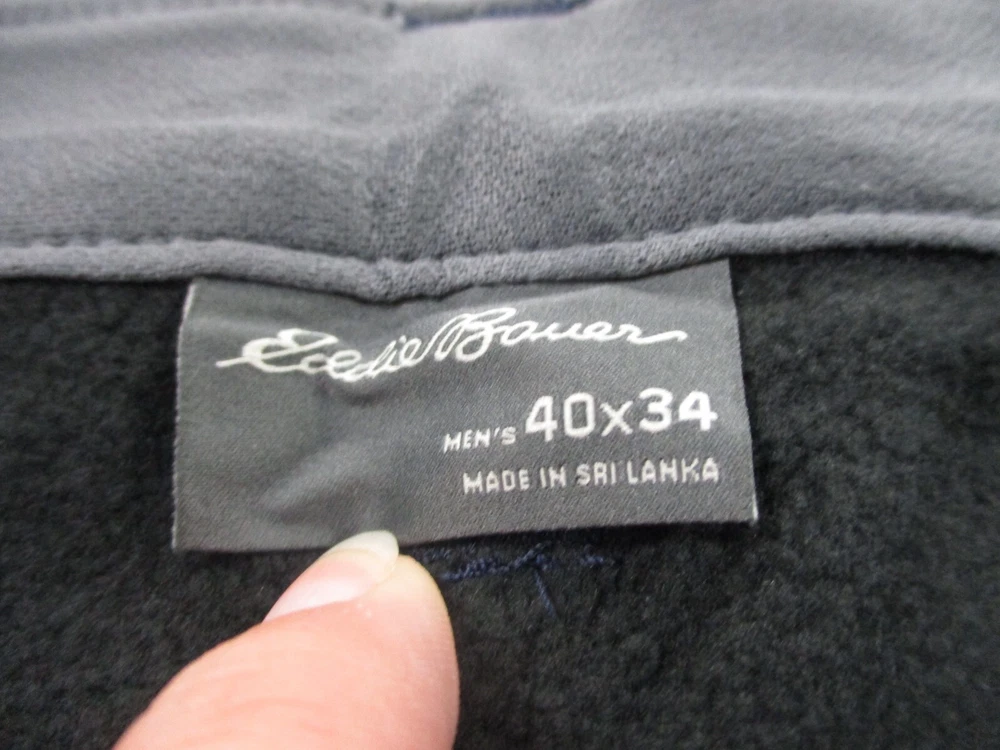 Eddie Bauer
MEN'S 40x34
MADE IN SRI LANKA